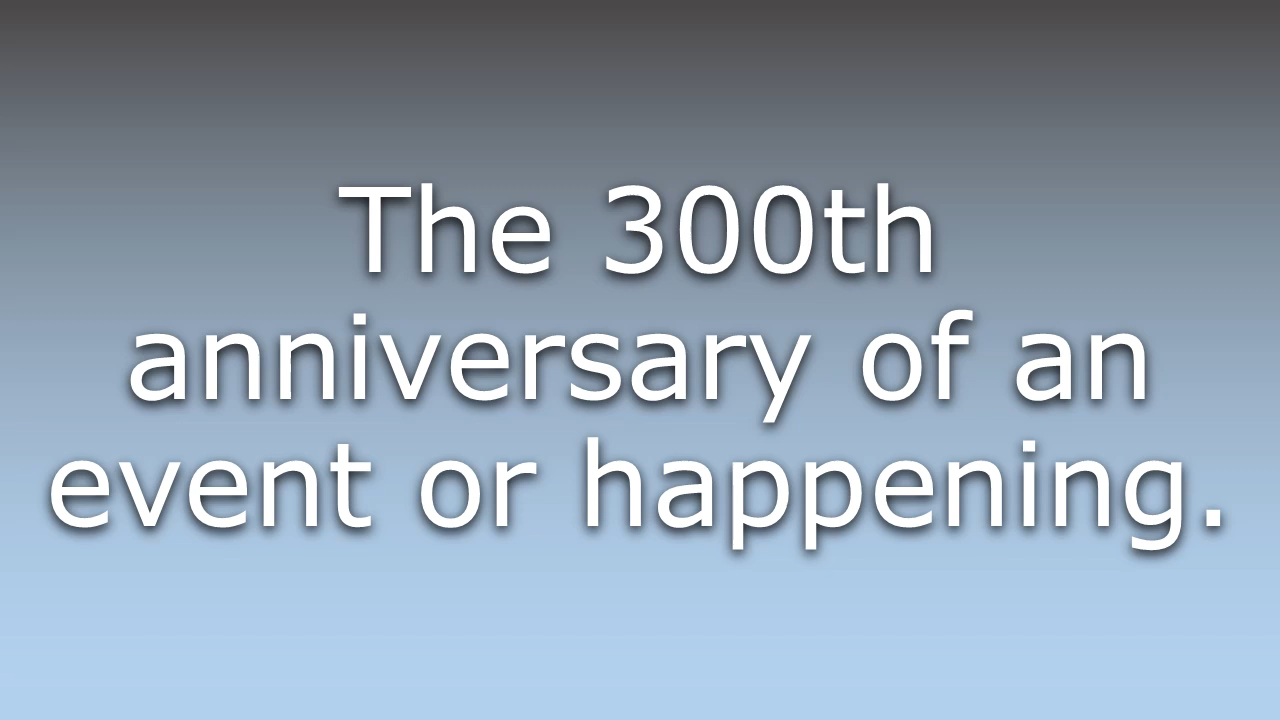 The 300th
anniversary of an
event or happening.